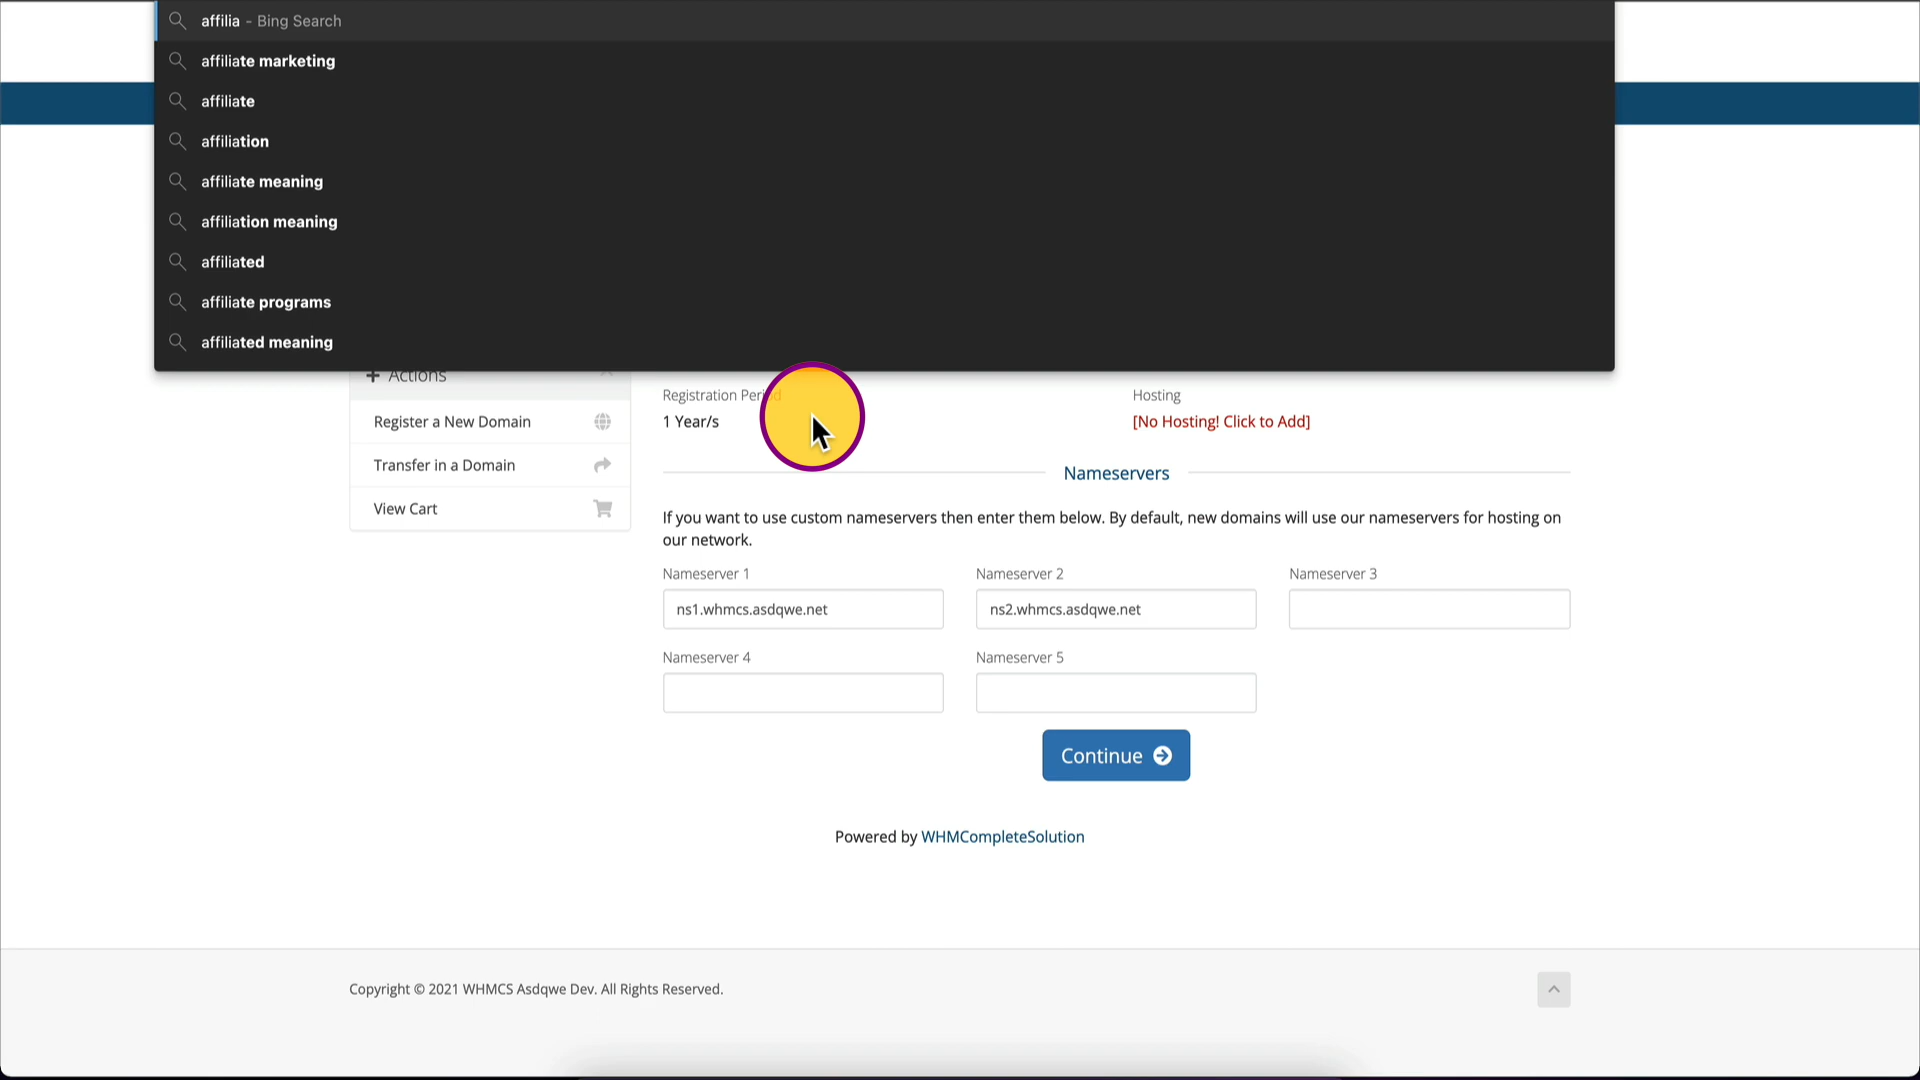 affilia - Bing Search
affiliate marketing
affiliate
affiliation
affiliate meaning
affiliation meaning
affiliated
affiliate programs
affiliated meaning
Actions
Register a New Domain
Transfer in a Domain
View Cart
Registration Period
1 Year/s
Hosting
[No Hosting! Click to Add]
Nameservers
If you want to use custom nameservers then enter them below. By default, new domains will use our nameservers for hosting on
our network.
Nameserver 1
Nameserver 2
Nameserver 3
ns1.whmcs.asdqwe.net
ns2.whmcs.asdqwe.net
Nameserver 4
Nameserver 5
Continue
Powered by WHMCompleteSolution
Copyright © 2021 WHMCS Asdqwe Dev. All Rights Reserved.